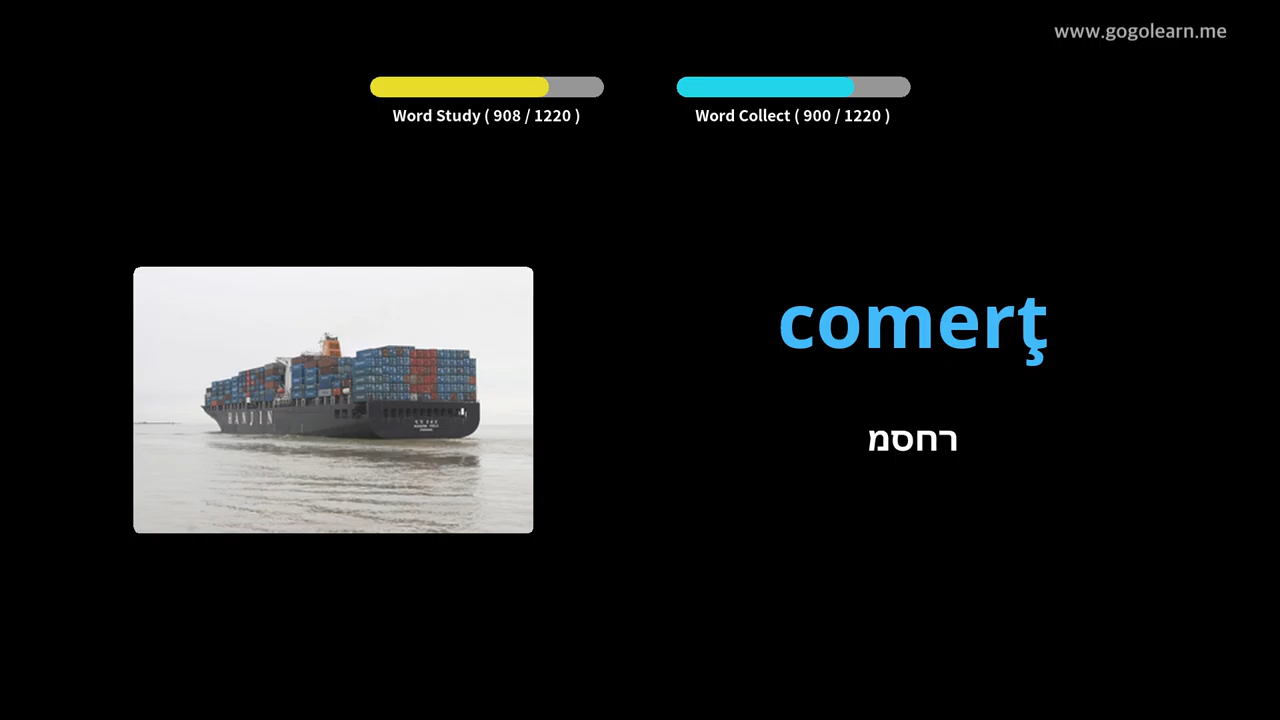 www.gogolearn.me
Word Study ( 908 / 1220 )
Word Collect ( 900 / 1220 )
comerţ
רחסמ
HANJIN